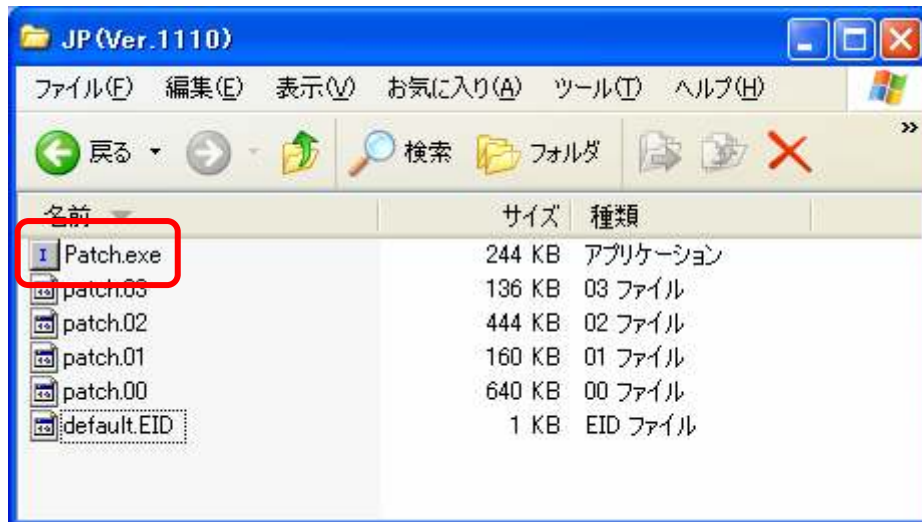 JP(Ver.1110)
ファイル(F) 編集(E) 表示(V) お気に入り(A) ツール(T) ヘルプ(H)
戻る 検索 フォルダ »
名前 サイズ 種類
Patch.exe 244 KB アプリケーション
patch.03 136 KB 03 ファイル
patch.02 444 KB 02 ファイル
patch.01 160 KB 01 ファイル
patch.00 640 KB 00 ファイル
default.EID 1 KB EID ファイル